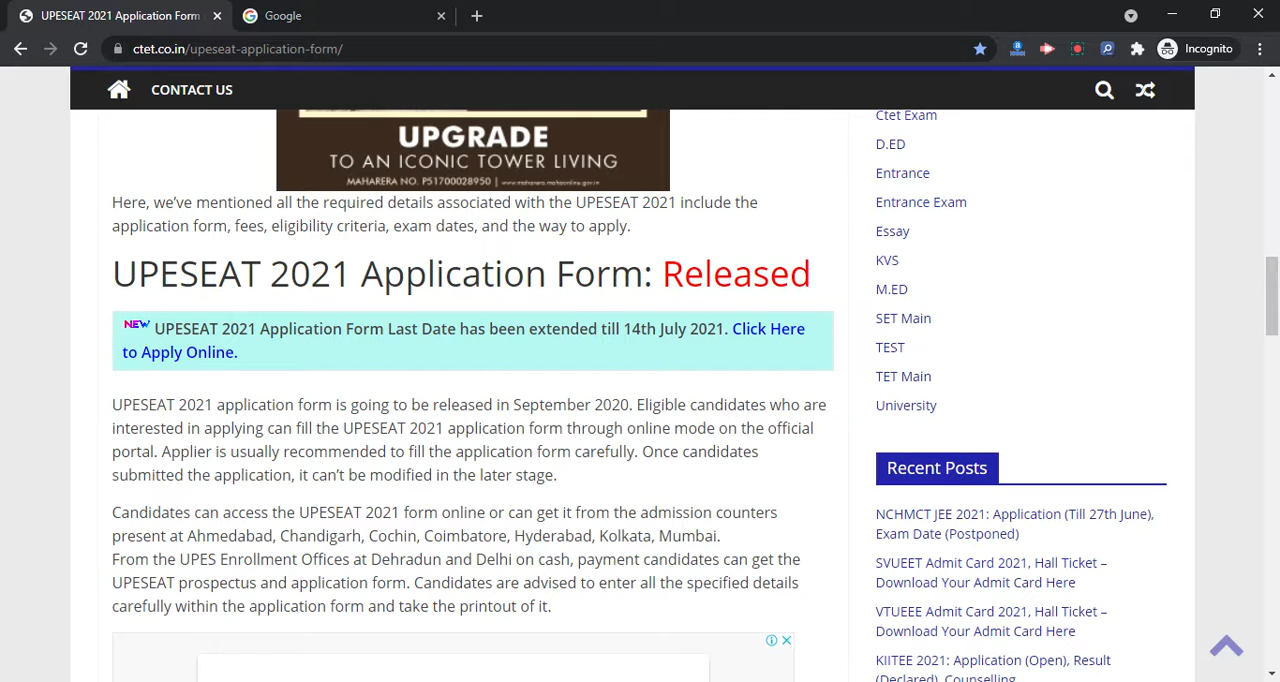 UPESEAT 2021 Application Form
Google
ctet.co.in/upeseat-application-form/
Incognito
CONTACT US
UPGRADE
TO AN ICONIC TOWER LIVING
MAHARERA NO. P51700028950 | www.maharera.mahaonline.gov.in
Here, we’ve mentioned all the required details associated with the UPESEAT 2021 include the
application form, fees, eligibility criteria, exam dates, and the way to apply.
UPESEAT 2021 Application Form: Released
NEW UPESEAT 2021 Application Form Last Date has been extended till 14th July 2021. Click Here
to Apply Online.
UPESEAT 2021 application form is going to be released in September 2020. Eligible candidates who are
interested in applying can fill the UPESEAT 2021 application form through online mode on the official
portal. Applier is usually recommended to fill the application form carefully. Once candidates
submitted the application, it can’t be modified in the later stage.
Candidates can access the UPESEAT 2021 form online or can get it from the admission counters
present at Ahmedabad, Chandigarh, Cochin, Coimbatore, Hyderabad, Kolkata, Mumbai.
From the UPES Enrollment Offices at Dehradun and Delhi on cash, payment candidates can get the
UPESEAT prospectus and application form. Candidates are advised to enter all the specified details
carefully within the application form and take the printout of it.
Ctet Exam
D.ED
Entrance
Entrance Exam
Essay
KVS
M.ED
SET Main
TEST
TET Main
University
Recent Posts
NCHMCT JEE 2021: Application (Till 27th June),
Exam Date (Postponed)
SVUEET Admit Card 2021, Hall Ticket –
Download Your Admit Card Here
VTUEEE Admit Card 2021, Hall Ticket –
Download Your Admit Card Here
KIITEE 2021: Application (Open), Result
(Declared), Counselling